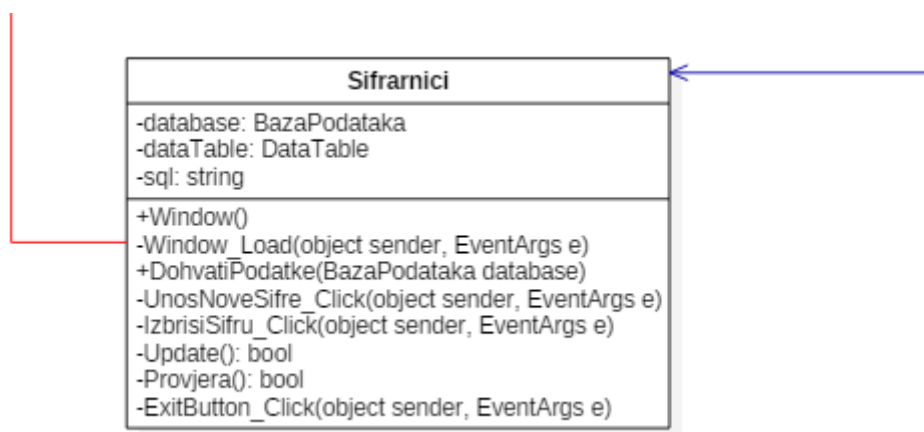 Sifrarnici
-database: BazaPodataka
-dataTable: DataTable
-sql: string
+Window()
-Window_Load(object sender, EventArgs e)
+DohvatiPodatke(BazaPodataka database)
-UnosNoveSifre_Click(object sender, EventArgs e)
-IzbrisiSifru_Click(object sender, EventArgs e)
-Update(): bool
-Provjera(): bool
-ExitButton_Click(object sender, EventArgs e)